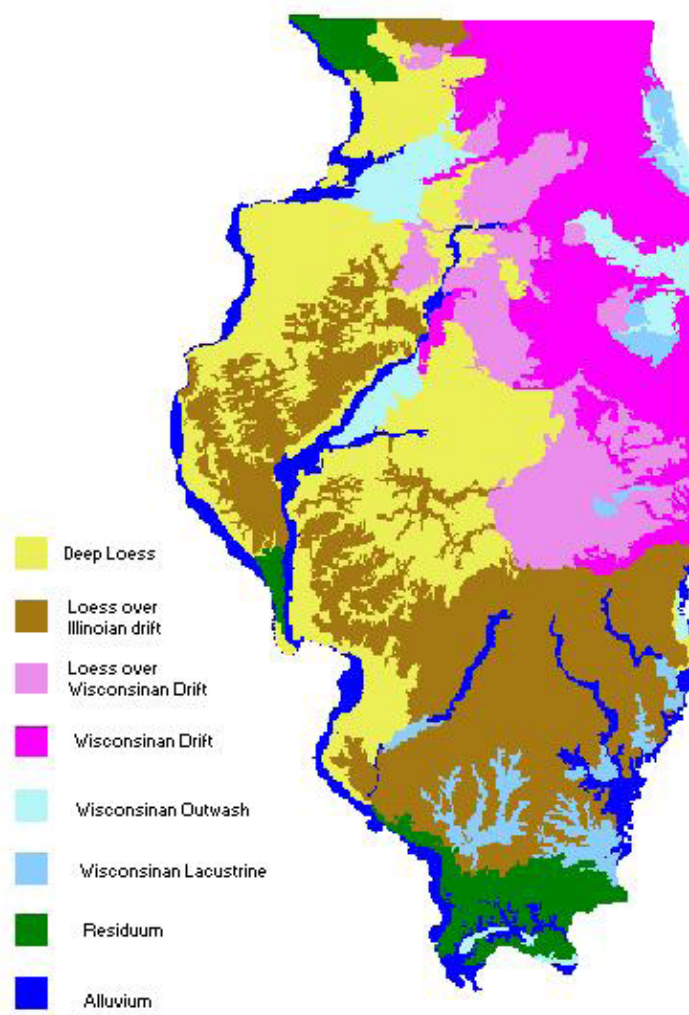 Deep Loess
Loess over
Illinoian drift
Loess over
Wisconsinan Drift
Wisconsinan Drift
Wisconsinan Outwash
Wisconsinan Lacustrine
Residuum
Alluvium